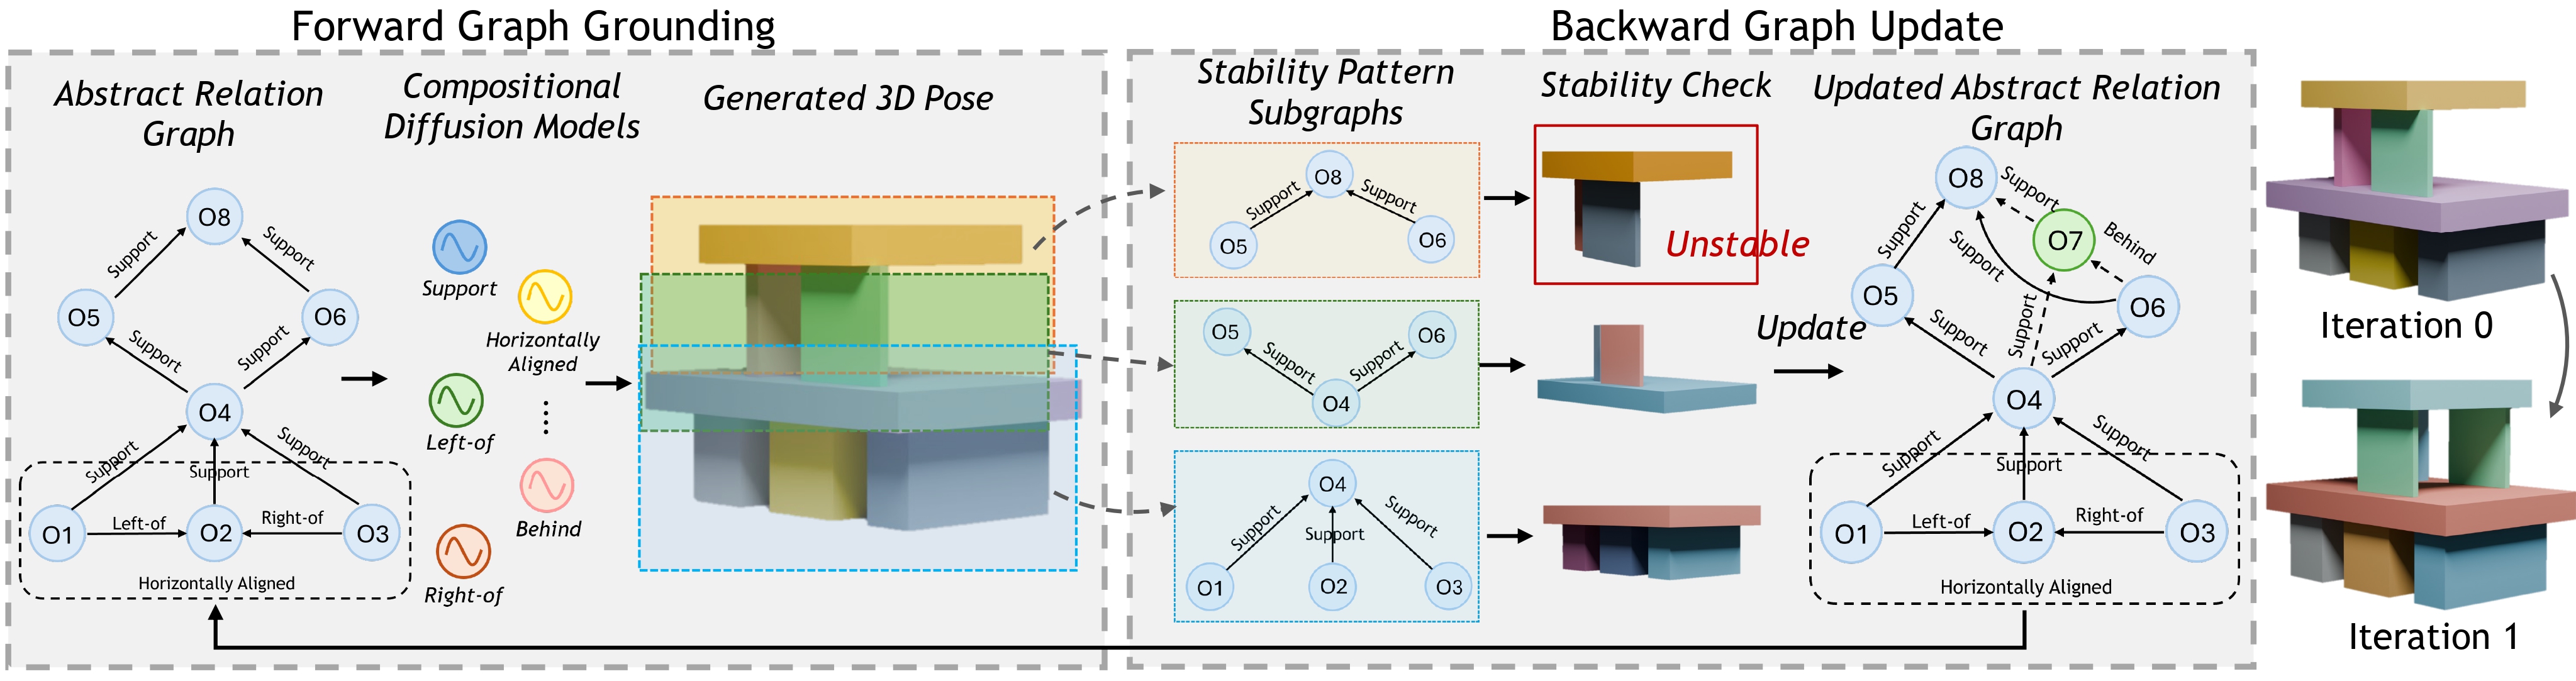 Forward Graph Grounding
Abstract Relation
Graph
Compositional
Diffusion Models
Generated 3D Pose
O8
Support
Support
O5
O6
Support
Support
O4
Support
Support
Support
O1
Left-of
O2
Right-of
O3
Horizontally Aligned
Support
Horizontally
Aligned
Left-of
Behind
Right-of
Backward Graph Update
Stability Pattern
Subgraphs
Stability Check
Updated Abstract Relation
Graph
O8
Support
Support
O5
O6
Unstable
O5
O6
Support
Support
O4
O4
Support
Support
Support
O1
O2
O3
Update
O8
Support
Support
O7
Behind
Support
O5
O6
Support
Support
Support
O4
Support
Support
Support
O1
Left-of
O2
Right-of
O3
Horizontally Aligned
Iteration 0
Iteration 1